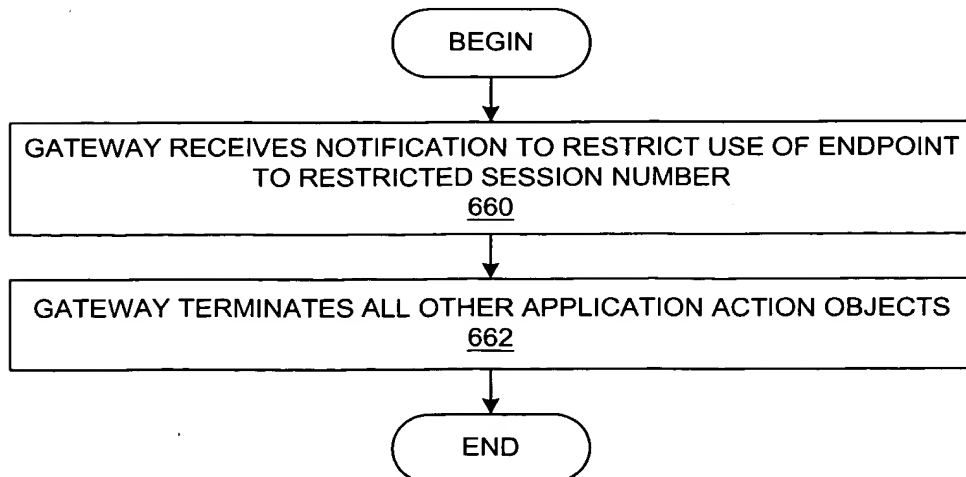 BEGIN
GATEWAY RECEIVES NOTIFICATION TO RESTRICT USE OF ENDPOINT
TO RESTRICTED SESSION NUMBER
660
GATEWAY TERMINATES ALL OTHER APPLICATION ACTION OBJECTS
662
END